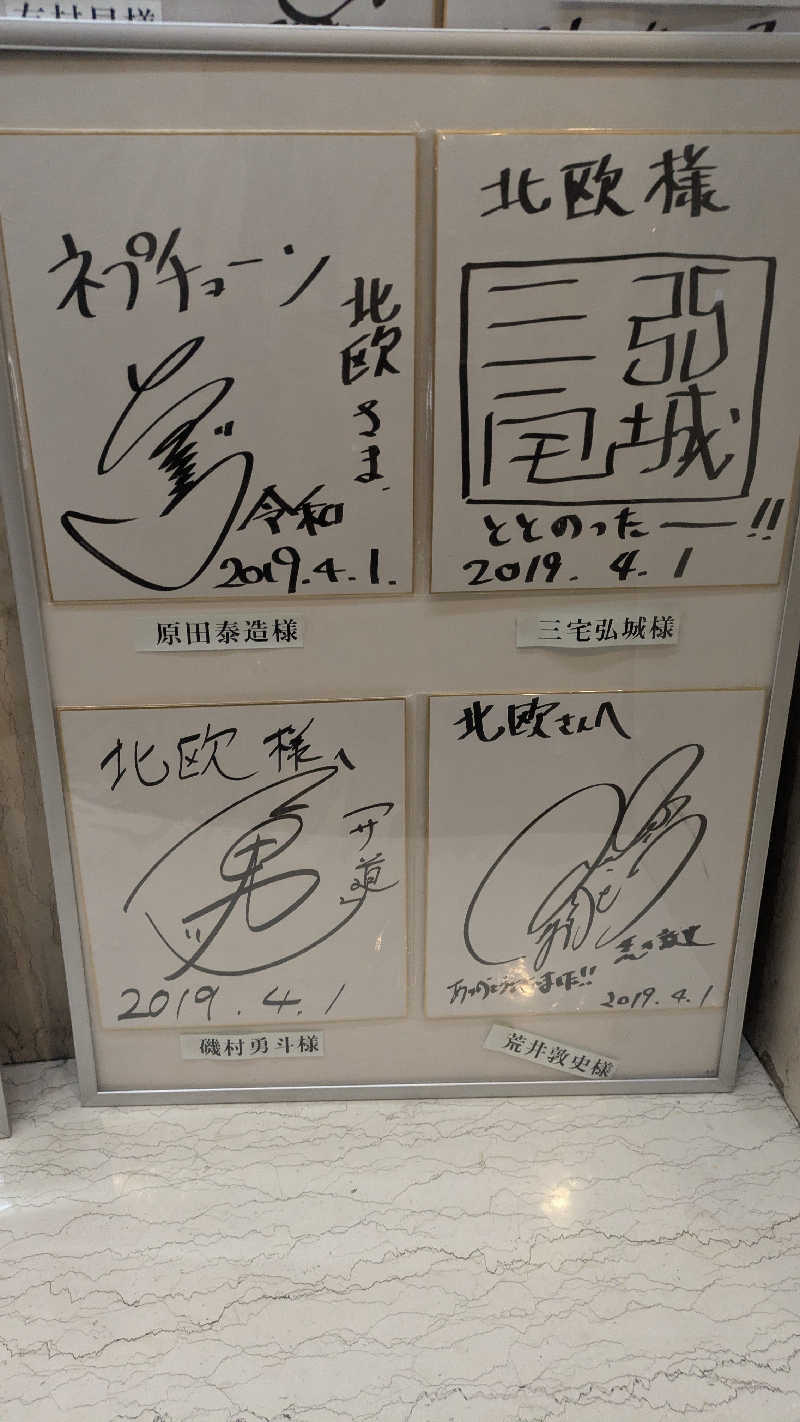 ネプチューン
北欧さま
令和
2019.4.1.
原田泰造様
北欧様
三宅弘城
ととのったー!!
2019. 4. 1
三宅弘城様
北欧様へ
勇
「サ道」
2019. 4. 1
磯村勇斗様
北欧さんへ
2019. 4. 1
荒井敦史様